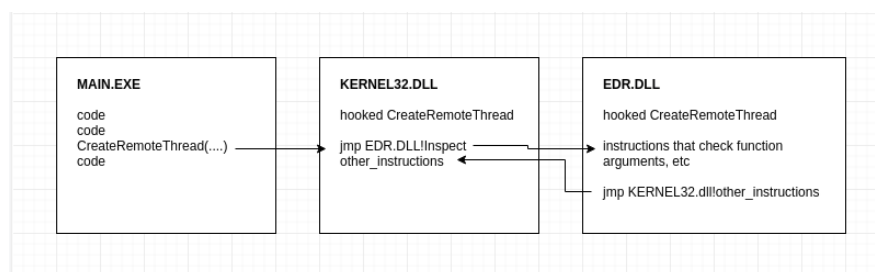 MAIN.EXE
code
code
CreateRemoteThread(....)
code
KERNEL32.DLL
hooked CreateRemoteThread
jmp EDR.DLL!Inspect
other_instructions
EDR.DLL
hooked CreateRemoteThread
instructions that check function
arguments, etc
jmp KERNEL32.dll!other_instructions